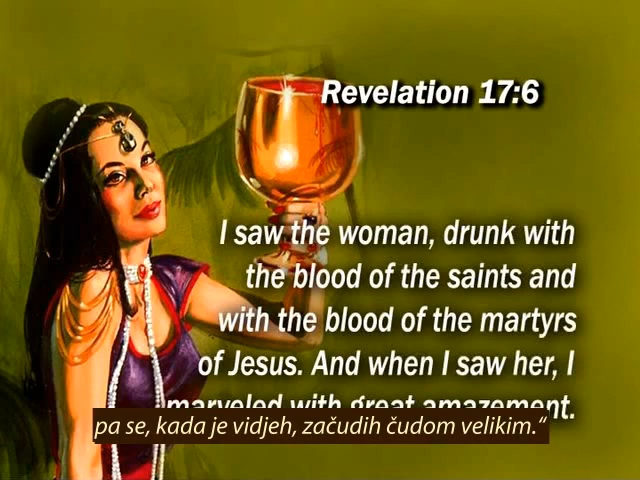 Revelation 17:6
I saw the woman, drunk with
the blood of the saints and
with the blood of the martyrs
of Jesus. And when I saw her, I
marveled with great amazement.
pa se, kada je vidjeh, začudih čudom velikim.“